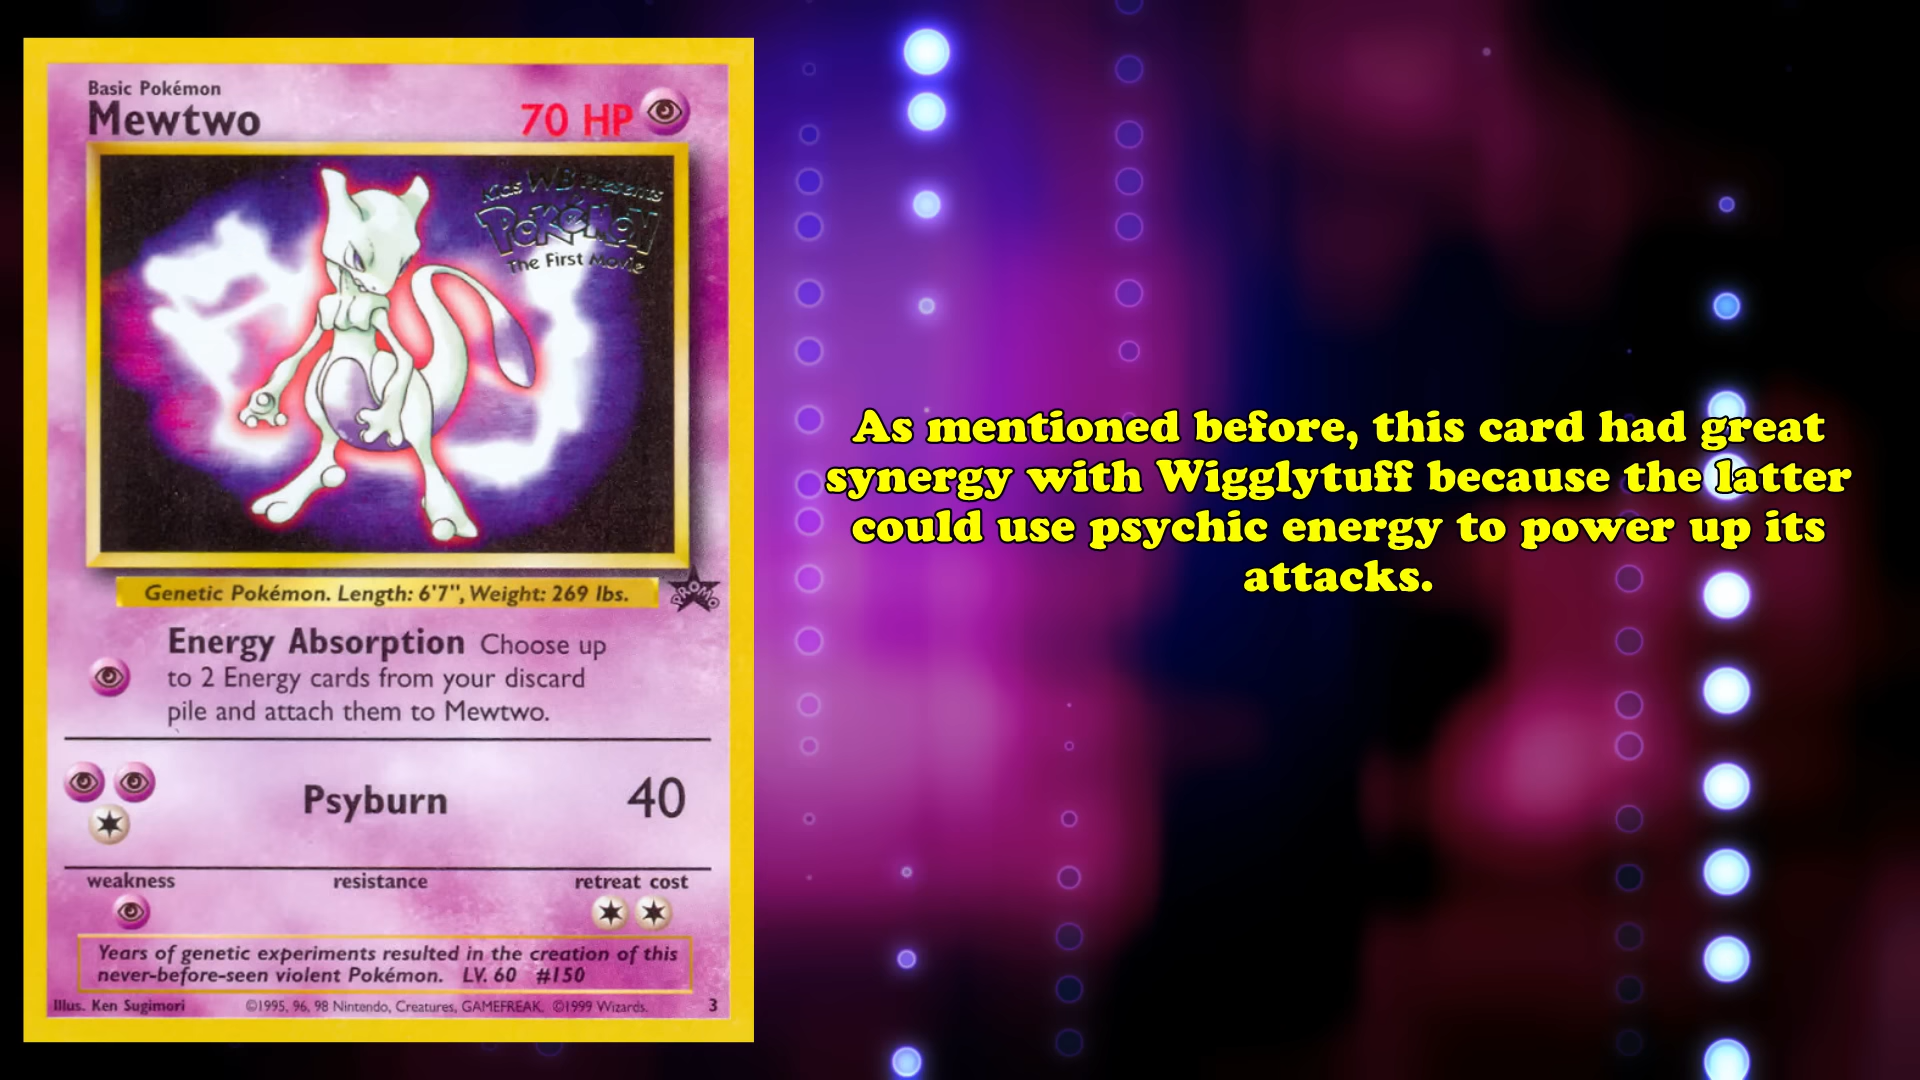 Basic Pokémon
Mewtwo
70 HP
Kids WB Presents
POKéMON
The First Movie
Genetic Pokémon. Length: 6'7", Weight: 269 lbs.
PROMO
Energy Absorption Choose up
to 2 Energy cards from your discard
pile and attach them to Mewtwo.
Psyburn 40
weakness resistance retreat cost
Years of genetic experiments resulted in the creation of this
never-before-seen violent Pokémon. LV. 60 #150
Illus. Ken Sugimori ©1995, 96, 98 Nintendo, Creatures, GAMEFREAK. ©1999 Wizards. 3
As mentioned before, this card had great
synergy with Wigglytuff because the latter
could use psychic energy to power up its
attacks.